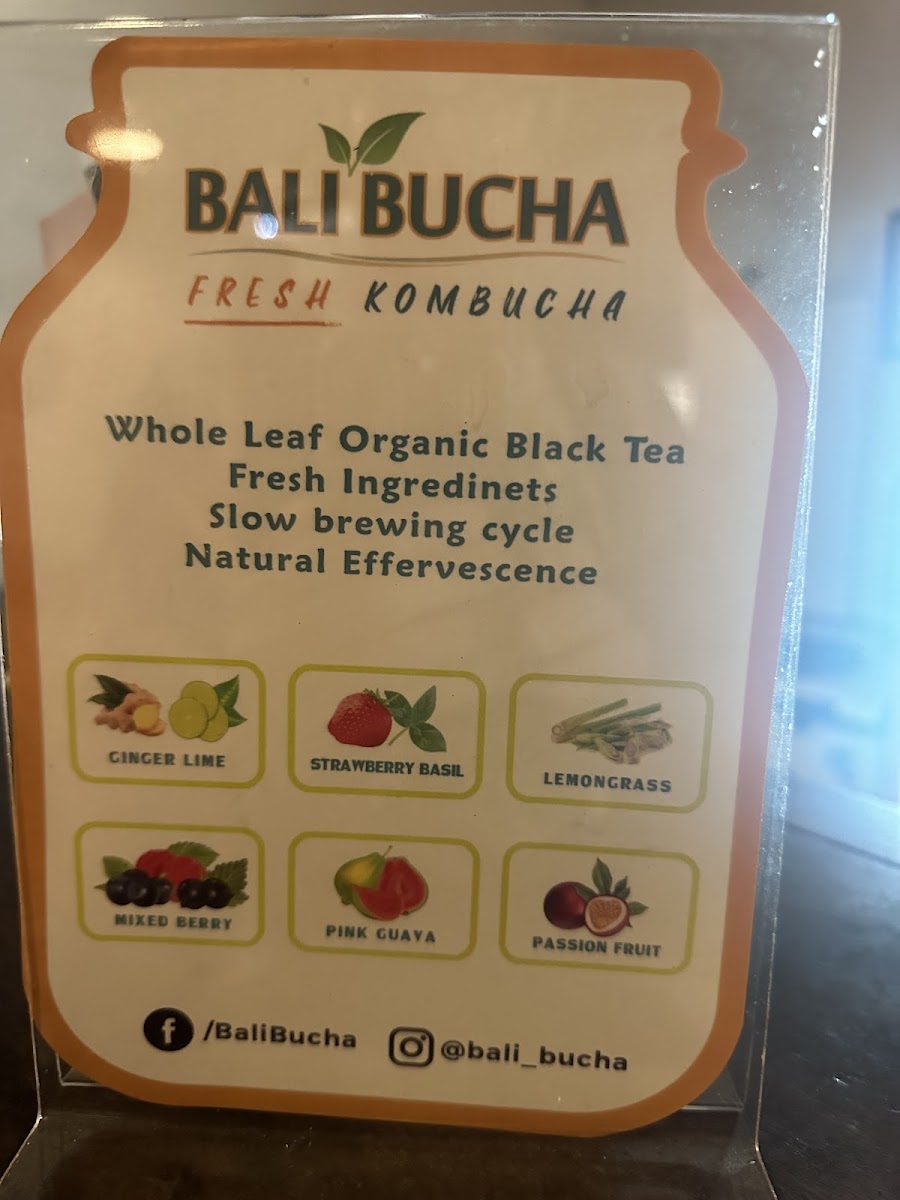 BALI BUCHA
FRESH KOMBUCHA
Whole Leaf Organic Black Tea
Fresh Ingredinets
Slow brewing cycle
Natural Effervescence
GINGER LIME
STRAWBERRY BASIL
LEMONGRASS
MIXED BERRY
PINK GUAVA
PASSION FRUIT
/BaliBucha
@bali_bucha